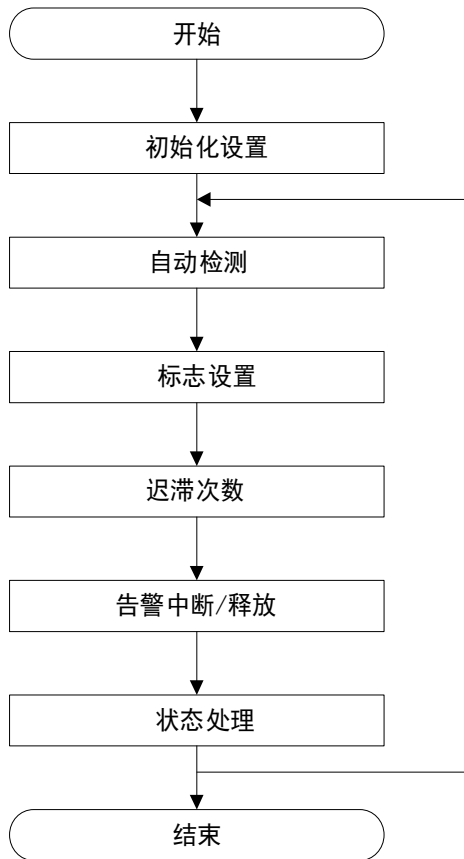 开始
初始化设置
自动检测
标志设置
迟滞次数
告警中断/释放
状态处理
结束